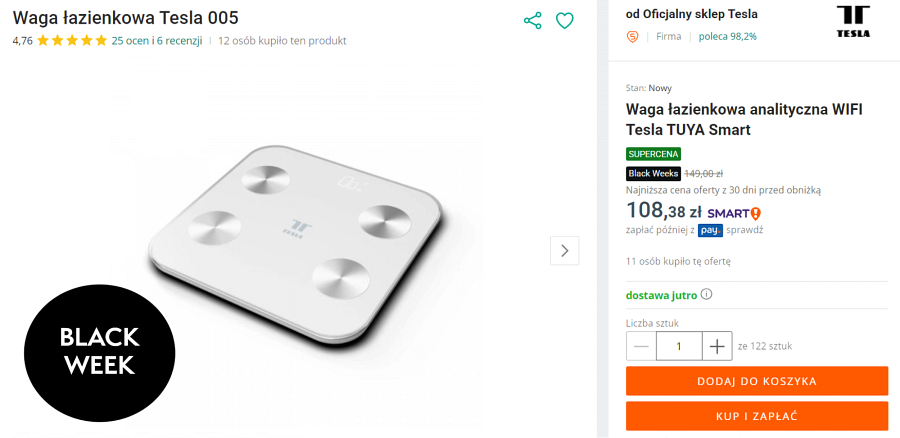 Waga łazienkowa Tesla 005
4,76 25 ocen i 6 recenzji | 12 osób kupiło ten produkt
TESLA
BLACK
WEEK
od Oficjalny sklep Tesla
Firma | poleca 98,2%
TESLA
Stan: Nowy
Waga łazienkowa analityczna WIFI
Tesla TUYA Smart
SUPERCENA
Black Weeks 149,00 zł
Najniższa cena oferty z 30 dni przed obniżką
108,38 zł SMART!
zapłać później z pay. sprawdź
11 osób kupiło tę ofertę
dostawa jutro
Liczba sztuk
— 1 + ze 122 sztuk
DODAJ DO KOSZYKA
KUP I ZAPŁAĆ